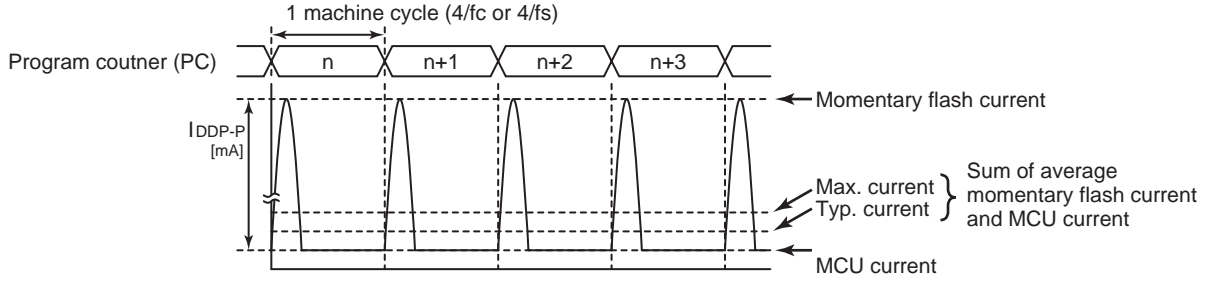 1 machine cycle (4/fc or 4/fs)
Program coutner (PC)
n
n+1
n+2
n+3
Momentary flash current
IDDP-P
[mA]
Max. current
Typ. current
Sum of average
momentary flash current
and MCU current
MCU current